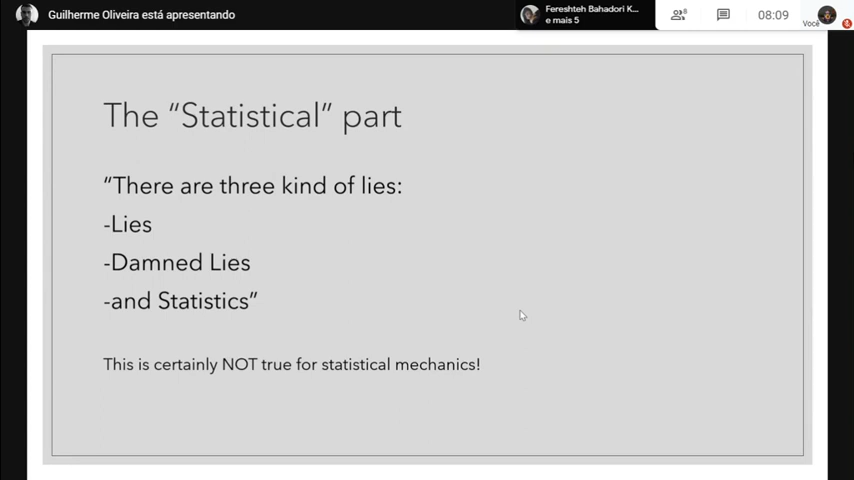 Guilherme Oliveira está apresentando
Fereshteh Bahadori K...
e mais 5
8
08:09
Você
The “Statistical” part
“There are three kind of lies:
-Lies
-Damned Lies
-and Statistics”
This is certainly NOT true for statistical mechanics!